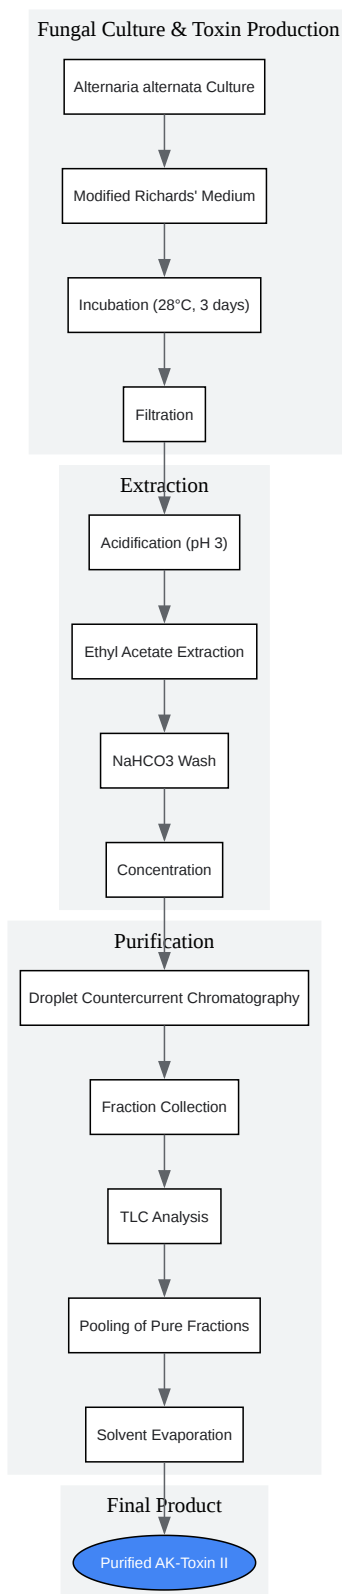 Fungal Culture & Toxin Production
Alternaria alternata Culture
Modified Richards' Medium
Incubation (28°C, 3 days)
Filtration
Extraction
Acidification (pH 3)
Ethyl Acetate Extraction
NaHCO3 Wash
Concentration
Purification
Droplet Countercurrent Chromatography
Fraction Collection
TLC Analysis
Pooling of Pure Fractions
Solvent Evaporation
Final Product
Purified AK-Toxin II